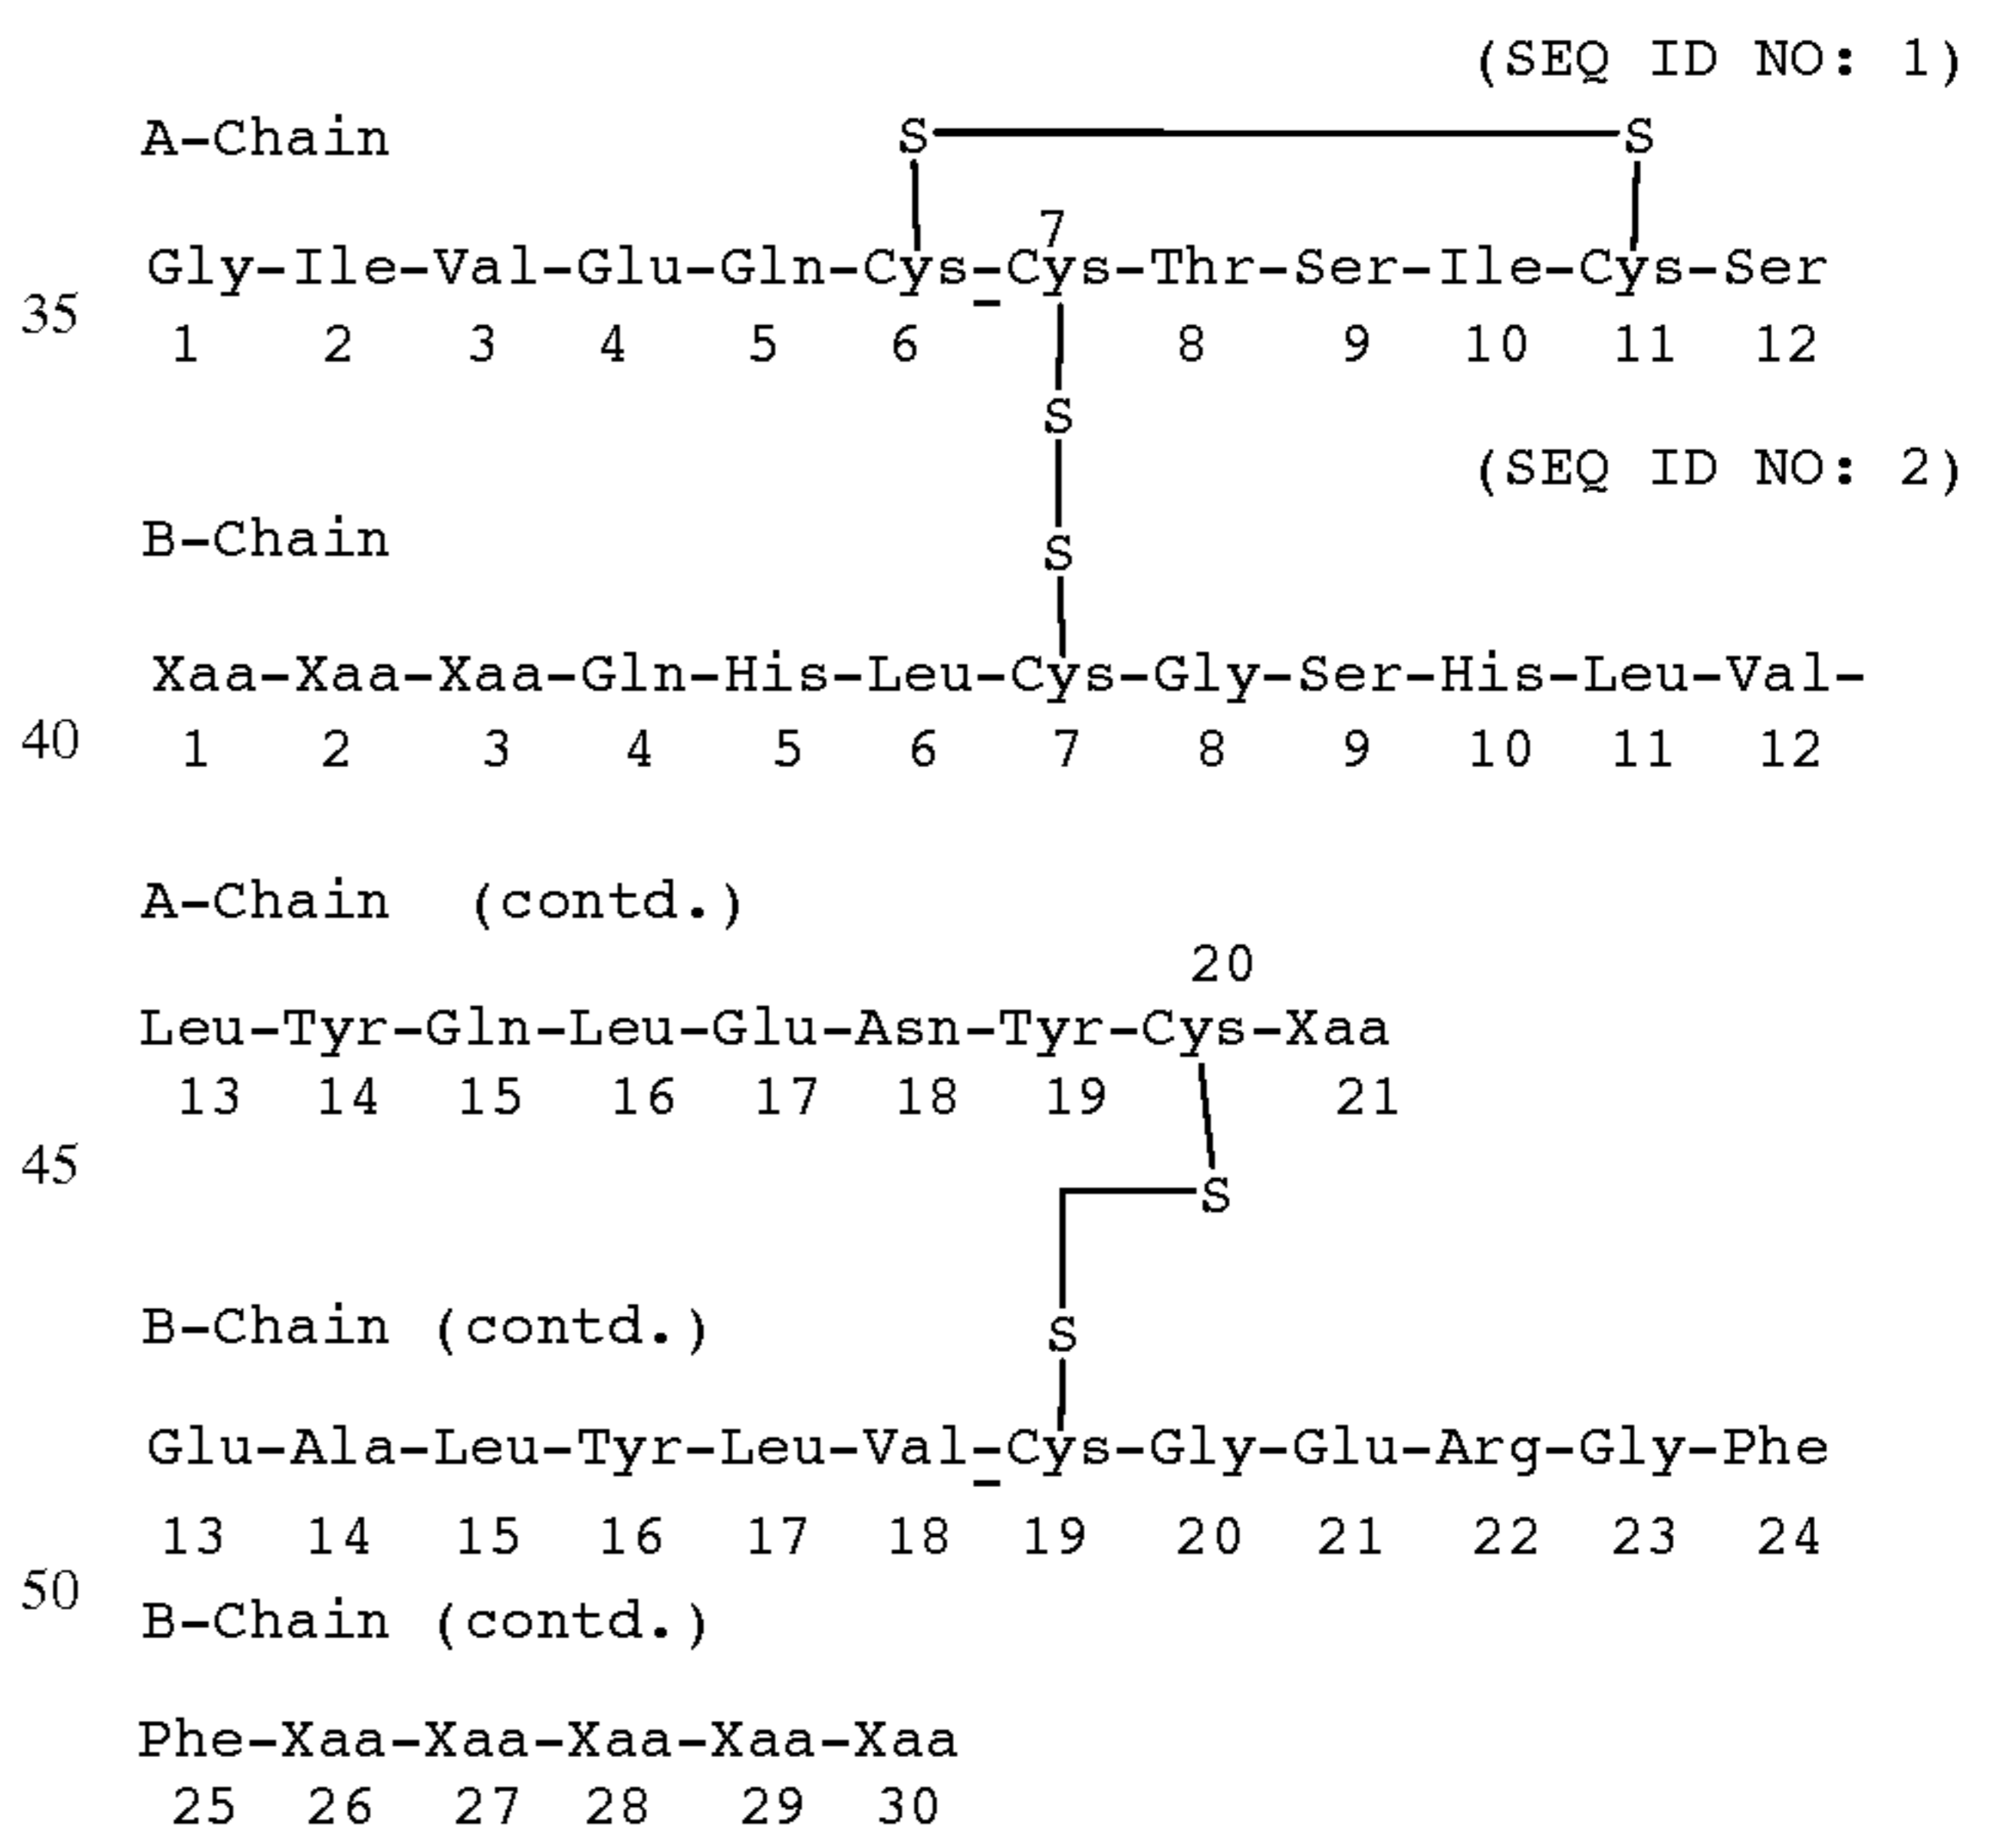 (SEQ ID NO: 1)
A-Chain S S
7
Gly-Ile-Val-Glu-Gln-Cys-Cys-Thr-Ser-Ile-Cys-Ser
35
1 2 3 4 5 6 8 9 10 11 12
S
(SEQ ID NO: 2)
B-Chain S
Xaa-Xaa-Xaa-Gln-His-Leu-Cys-Gly-Ser-His-Leu-Val-
40 1 2 3 4 5 6 7 8 9 10 11 12
A-Chain (contd.)
20
Leu-Tyr-Gln-Leu-Glu-Asn-Tyr-Cys-Xaa
13 14 15 16 17 18 19 21
45
S
B-Chain (contd.) S
Glu-Ala-Leu-Tyr-Leu-Val-Cys-Gly-Glu-Arg-Gly-Phe
13 14 15 16 17 18 19 20 21 22 23 24
50
B-Chain (contd.)
Phe-Xaa-Xaa-Xaa-Xaa-Xaa
25 26 27 28 29 30